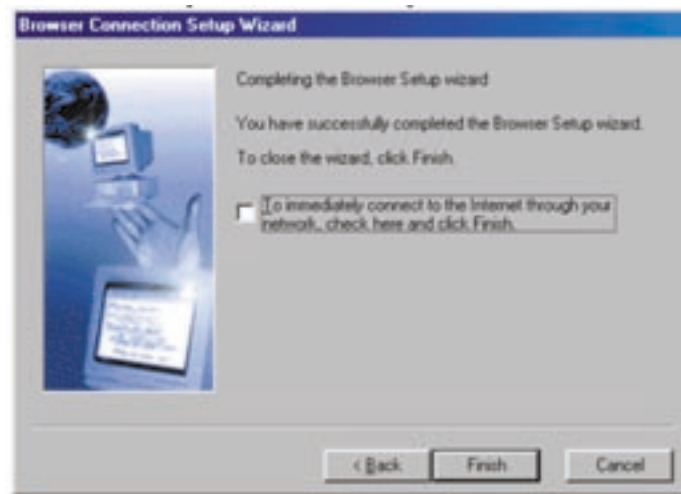 Browser Connection Setup Wizard
Completing the Browser Setup wizard
You have successfully completed the Browser Setup wizard.
To close the wizard, click Finish.
To immediately connect to the Internet through your
network, check here and click Finish.
< Back
Finish
Cancel